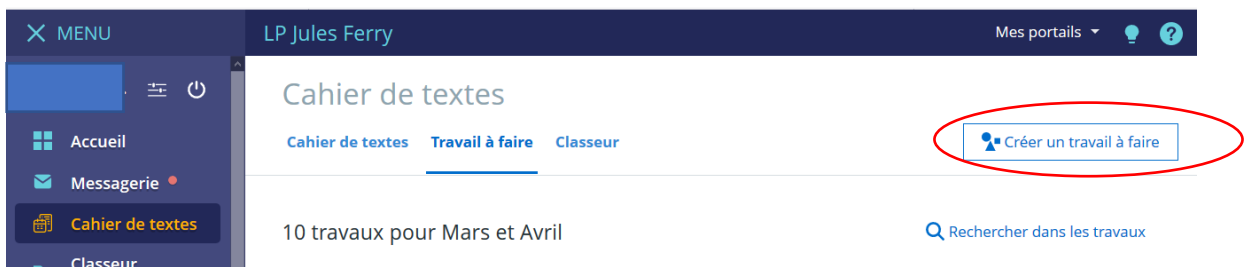 MENU
LP Jules Ferry
Mes portails
?
Accueil
Messagerie
Cahier de textes
Classeur
Cahier de textes
Cahier de textes Travail à faire Classeur
Créer un travail à faire
10 travaux pour Mars et Avril
Rechercher dans les travaux